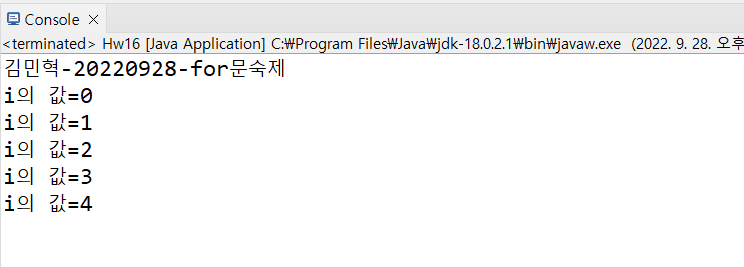 Console
<terminated> Hw16 [Java Application] C:₩Program Files₩Java₩jdk-18.0.2.1₩bin₩javaw.exe (2022. 9. 28. 오후
김민혁-20220928-for문숙제
i의 값=0
i의 값=1
i의 값=2
i의 값=3
i의 값=4